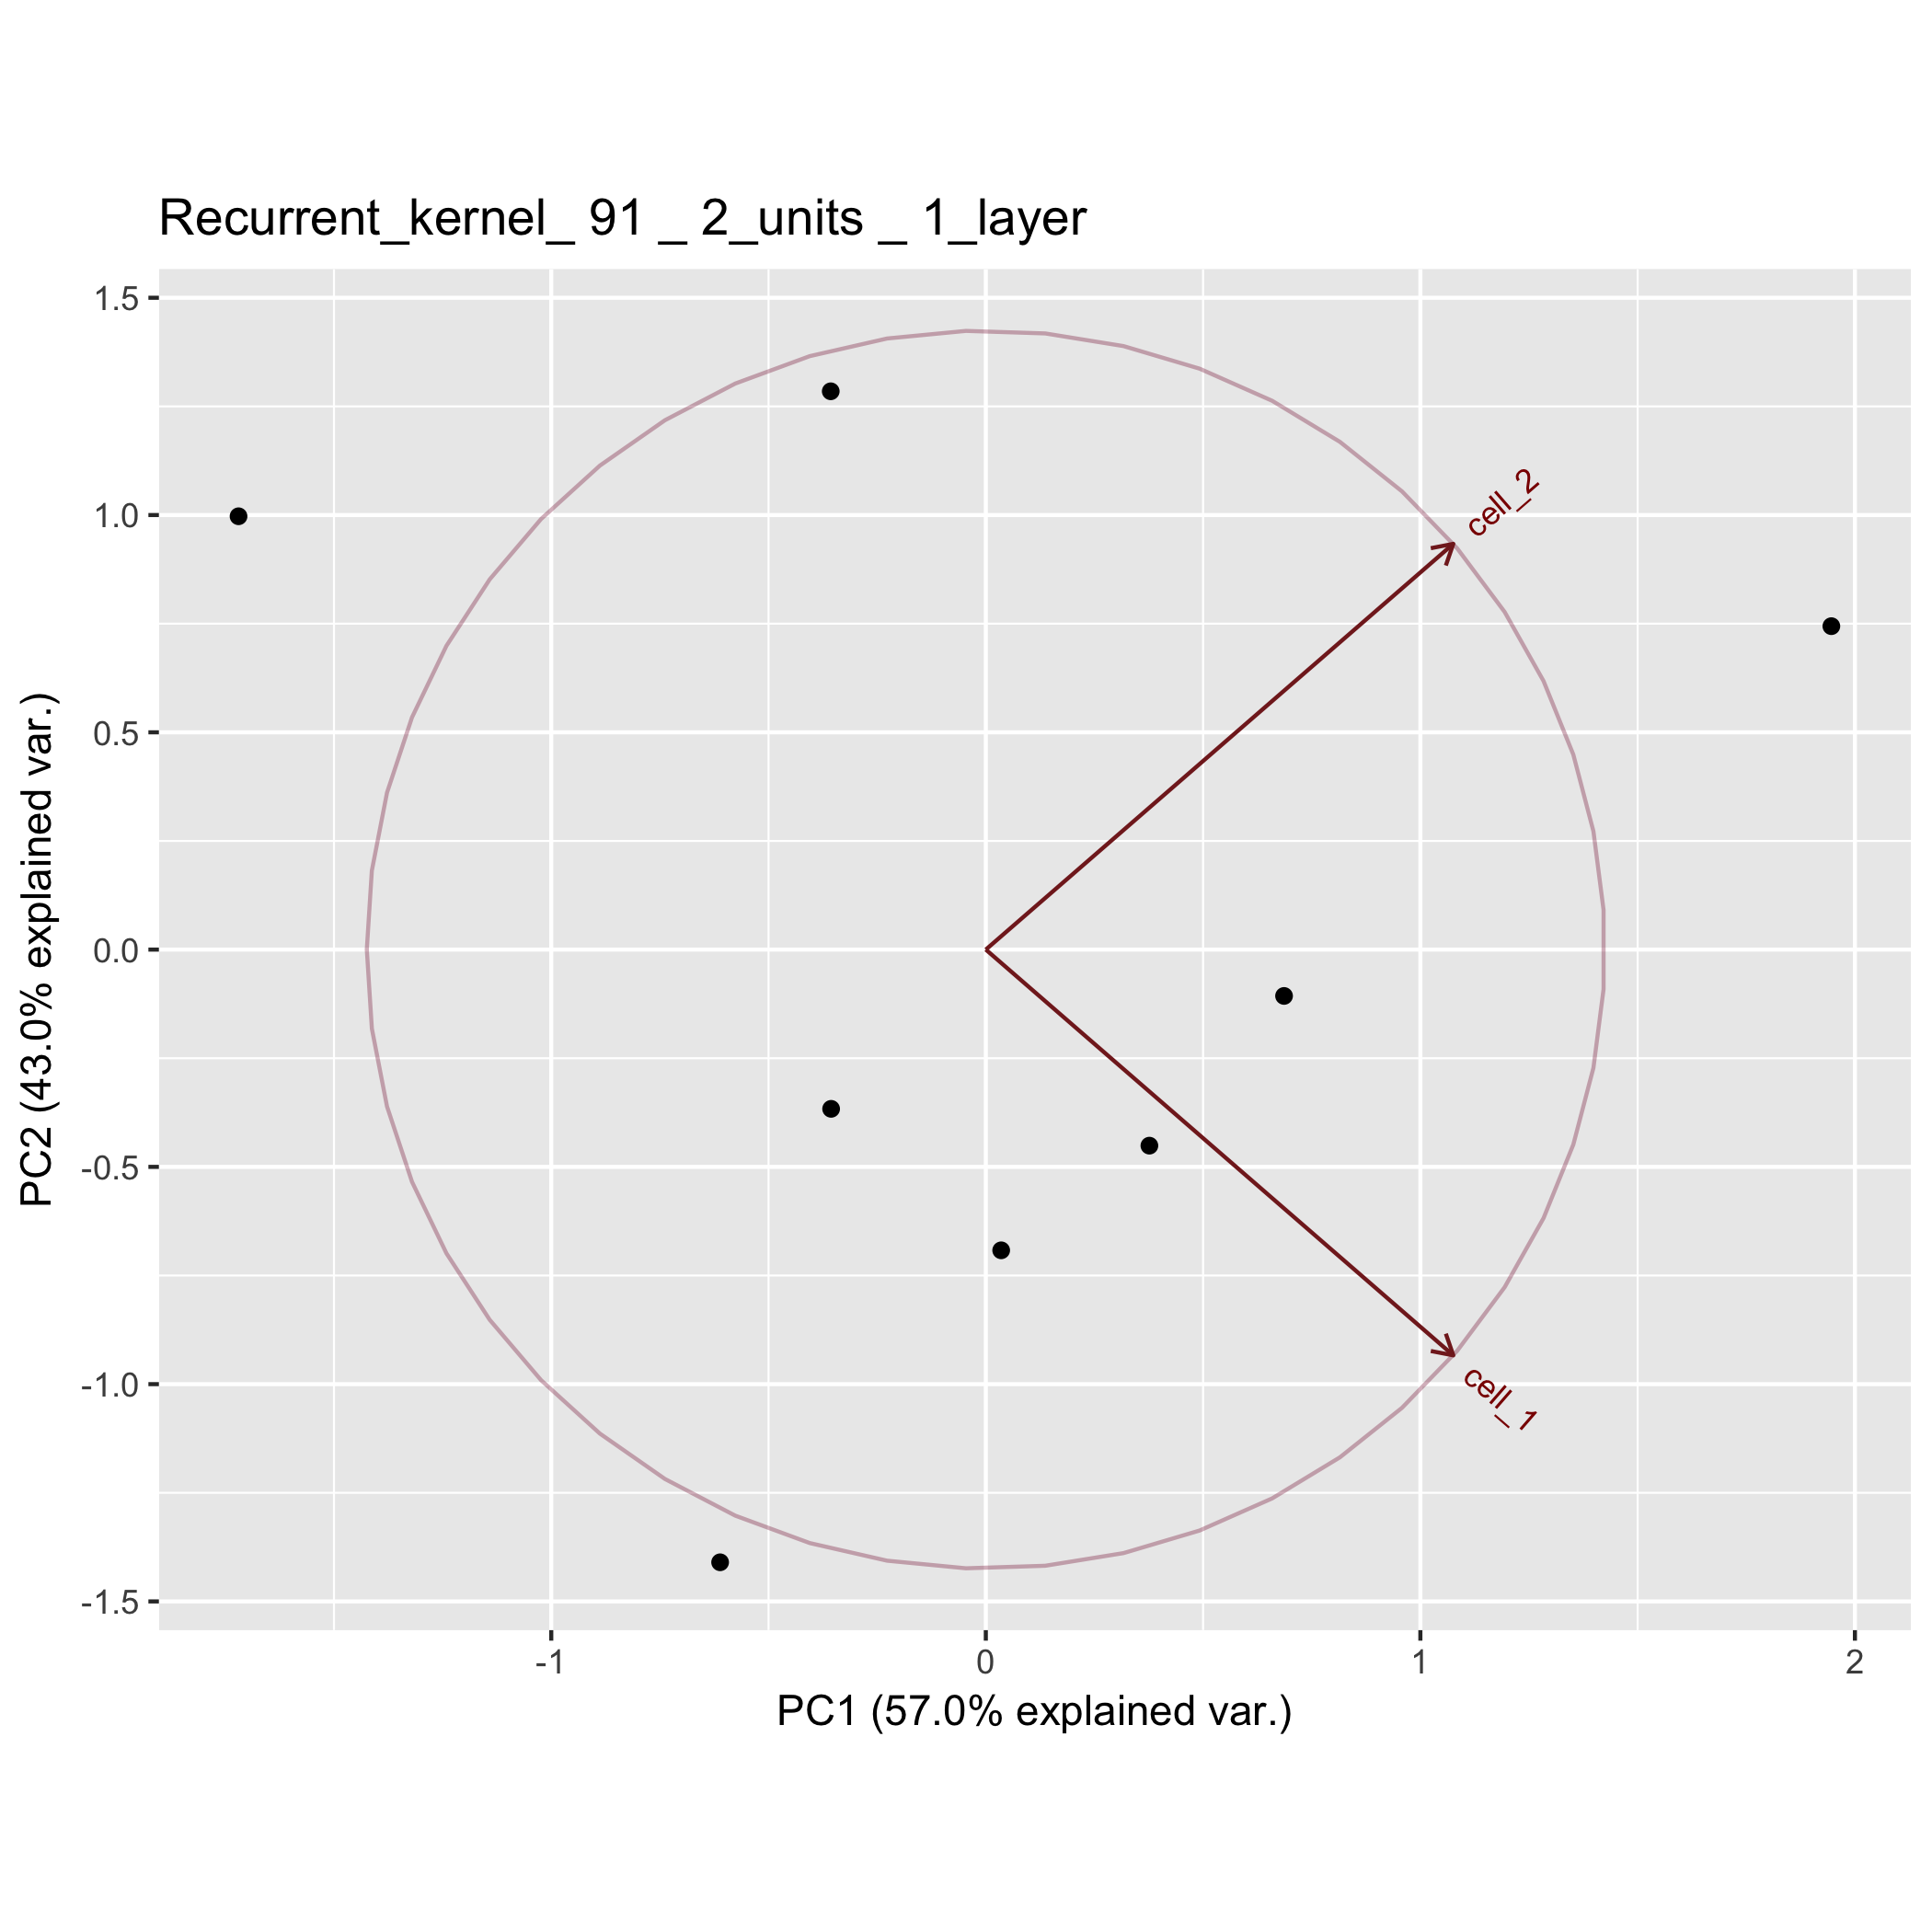 Recurrent_kernel_ 91 _ 2_units _ 1_layer
1.5
1.0
0.5
0.0
-0.5
-1.0
-1.5
PC2 (43.0% explained var.)
cell_2
cell_1
-1
0
1
2
PC1 (57.0% explained var.)